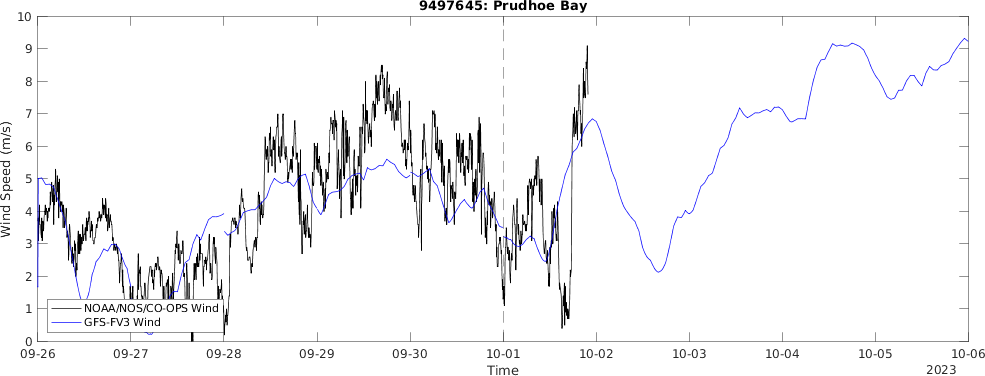 9497645: Prudhoe Bay
10
9
8
7
6
5
4
3
2
1
0
Wind Speed (m/s)
NOAA/NOS/CO-OPS Wind
GFS-FV3 Wind
09-26 09-27 09-28 09-29 09-30 10-01 10-02 10-03 10-04 10-05 10-06
Time
2023